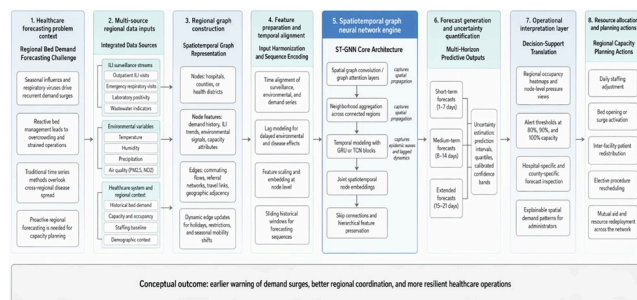 1. Healthcare
forecasting problem
context
Regional Bed Demand
Forecasting Challenge
Seasonal influenza and
respiratory viruses drive
recurrent demand surges
Reactive bed
management leads to
overcrowding and
strained operations
Traditional time series
methods overlook
cross-regional disease
spread
Proactive regional
forecasting is needed for
capacity planning
2. Multi-source
regional data inputs
Integrated Data Sources
ILI surveillance streams
Outpatient ILI visits
Emergency respiratory visits
Laboratory positivity
Wastewater indicators
Environmental variables
Temperature
Humidity
Precipitation
Air quality (PM2.5, NO2)
Healthcare system and
regional context
Historical bed demand
Capacity and occupancy
Staffing baseline
Demographic context
3. Regional graph
construction
Spatiotemporal Graph
Representation
Nodes: hospitals,
counties, or
health districts
Node features:
demand history, ILI
trends, environmental
signals, capacity
attributes
Edges: commuting
flows, referral
networks, travel links,
geographic adjacency
Dynamic edge updates
for holidays, restrictions,
and seasonal mobility
shifts
4. Feature
preparation and
temporal alignment
Input Harmonization
and Sequence Encoding
Time alignment of
surveillance,
environment, and
demand series
Lag modeling for
delayed environmental
and disease effects
Feature scaling and
embedding at
node level
Sliding historical
windows for
forecasting
sequences
5. Spatiotemporal graph
neural network engine
ST-GNN Core Architecture
Spatial graph convolution /
graph attention layers
captures
spatial
propagation
Neighborhood aggregation
across connected regions
captures
spatial
propagation
Temporal modeling with
GRU or TCN blocks
captures
epidemic waves
and lagged
dynamics
Joint spatiotemporal
node embeddings
Skip connections and
hierarchical feature
preservation
6. Forecast generation
and uncertainty
quantification
Multi-Horizon
Predictive Outputs
Short-term
forecasts
(1–7 days)
Medium-term
forecasts
(8–14 days)
Extended
forecasts
(15–21 days)
Uncertainty
estimation:
prediction
intervals,
quantiles,
calibrated
confidence
bands
7. Operational
interpretation layer
Decision-Support
Translation
Regional occupancy
heatmaps and
node-level pressure
views
Alert thresholds at
80%, 90%, and
100% capacity
Hospital-specific and
county-specific
forecast inspection
Explainable spatial
demand patterns for
administrators
8. Resource allocation
and planning actions
Regional Capacity
Planning Actions
Daily staffing
adjustment
Bed opening or
surge activation
Inter-facility patient
redistribution
Elective procedure
rescheduling
Mutual aid and
resource redeployment
across the network
Conceptual outcome: earlier warning of demand surges, better regional coordination, and more resilient healthcare operations